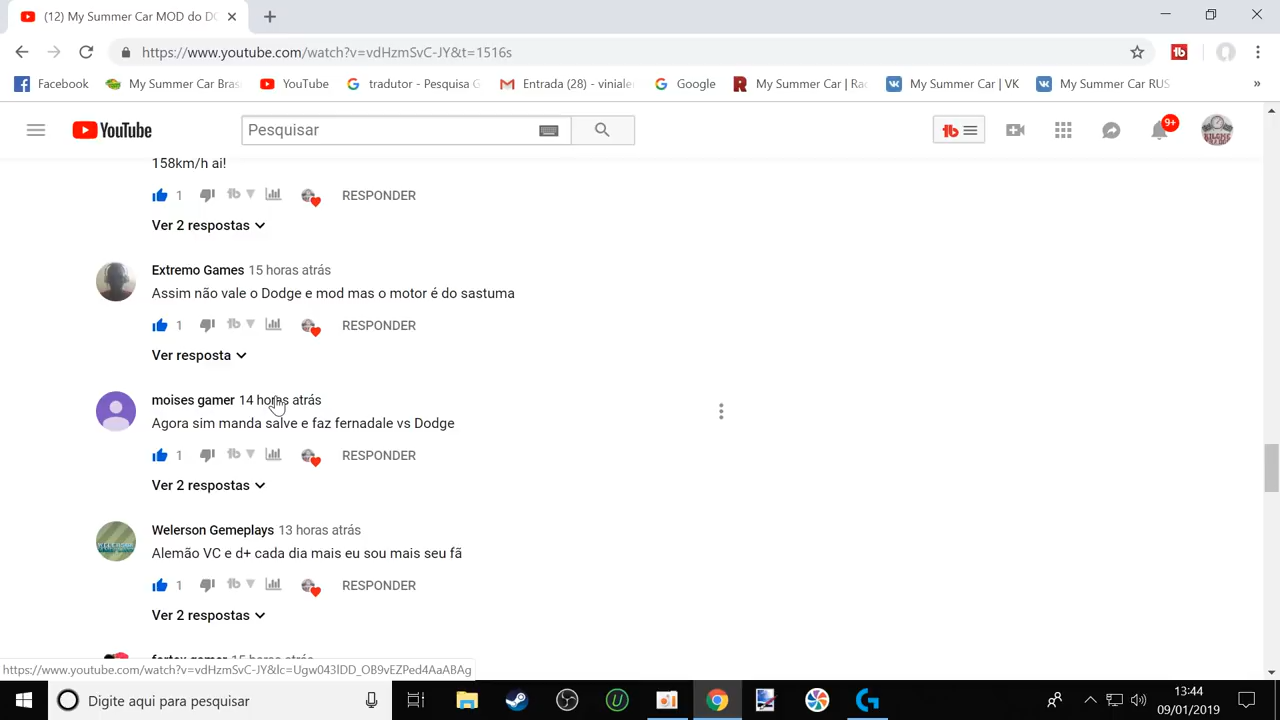 (12) My Summer Car MOD do DO
https://www.youtube.com/watch?v=vdHzmSvC-JY&t=1516s
Facebook My Summer Car Bras YouTube tradutor - Pesquisa G Entrada (28) - vinialer Google My Summer Car | Rac My Summer Car | VK My Summer Car RUS »
YouTube Pesquisar 9+
158km/h ai!
1 RESPONDER
Ver 2 respostas
Extremo Games 15 horas atrás
Assim não vale o Dodge e mod mas o motor é do sastuma
1 RESPONDER
Ver resposta
moises gamer 14 horas atrás
Agora sim manda salve e faz fernadale vs Dodge
1 RESPONDER
Ver 2 respostas
Welerson Gemeplays 13 horas atrás
Alemão VC e d+ cada dia mais eu sou mais seu fã
1 RESPONDER
Ver 2 respostas
https://www.youtube.com/watch?v=vdHzmSvC-JY&lc=Ugw043lDD_OB9vEZPed4AaABAg
Digite aqui para pesquisar
13:44
09/01/2019